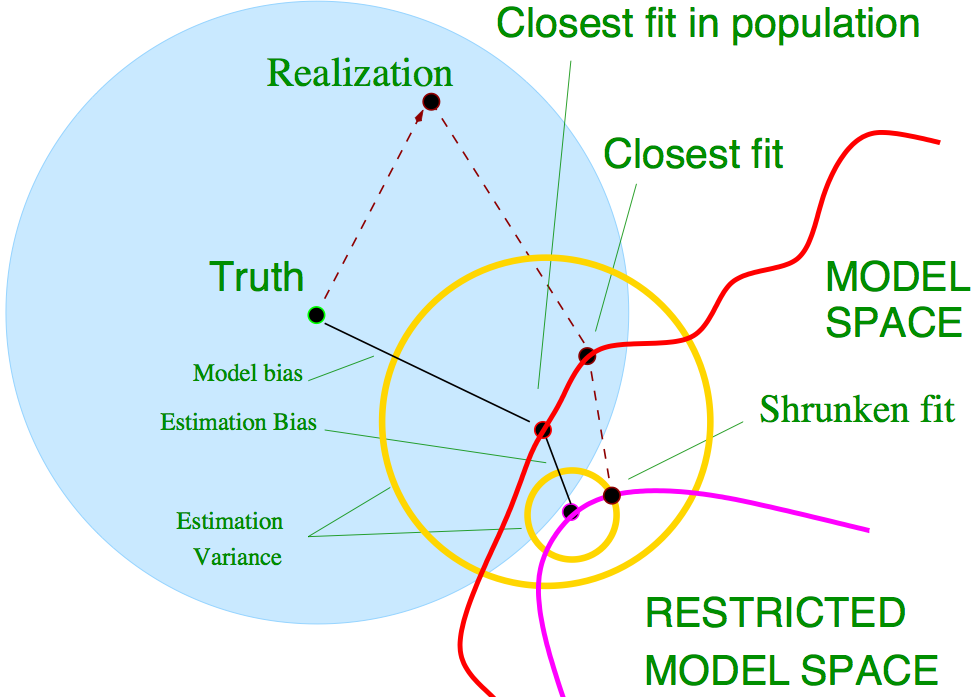 Closest fit in population
Realization
Closest fit
Truth
MODEL
SPACE
Model bias
Estimation Bias
Shrunken fit
Estimation
Variance
RESTRICTED
MODEL SPACE